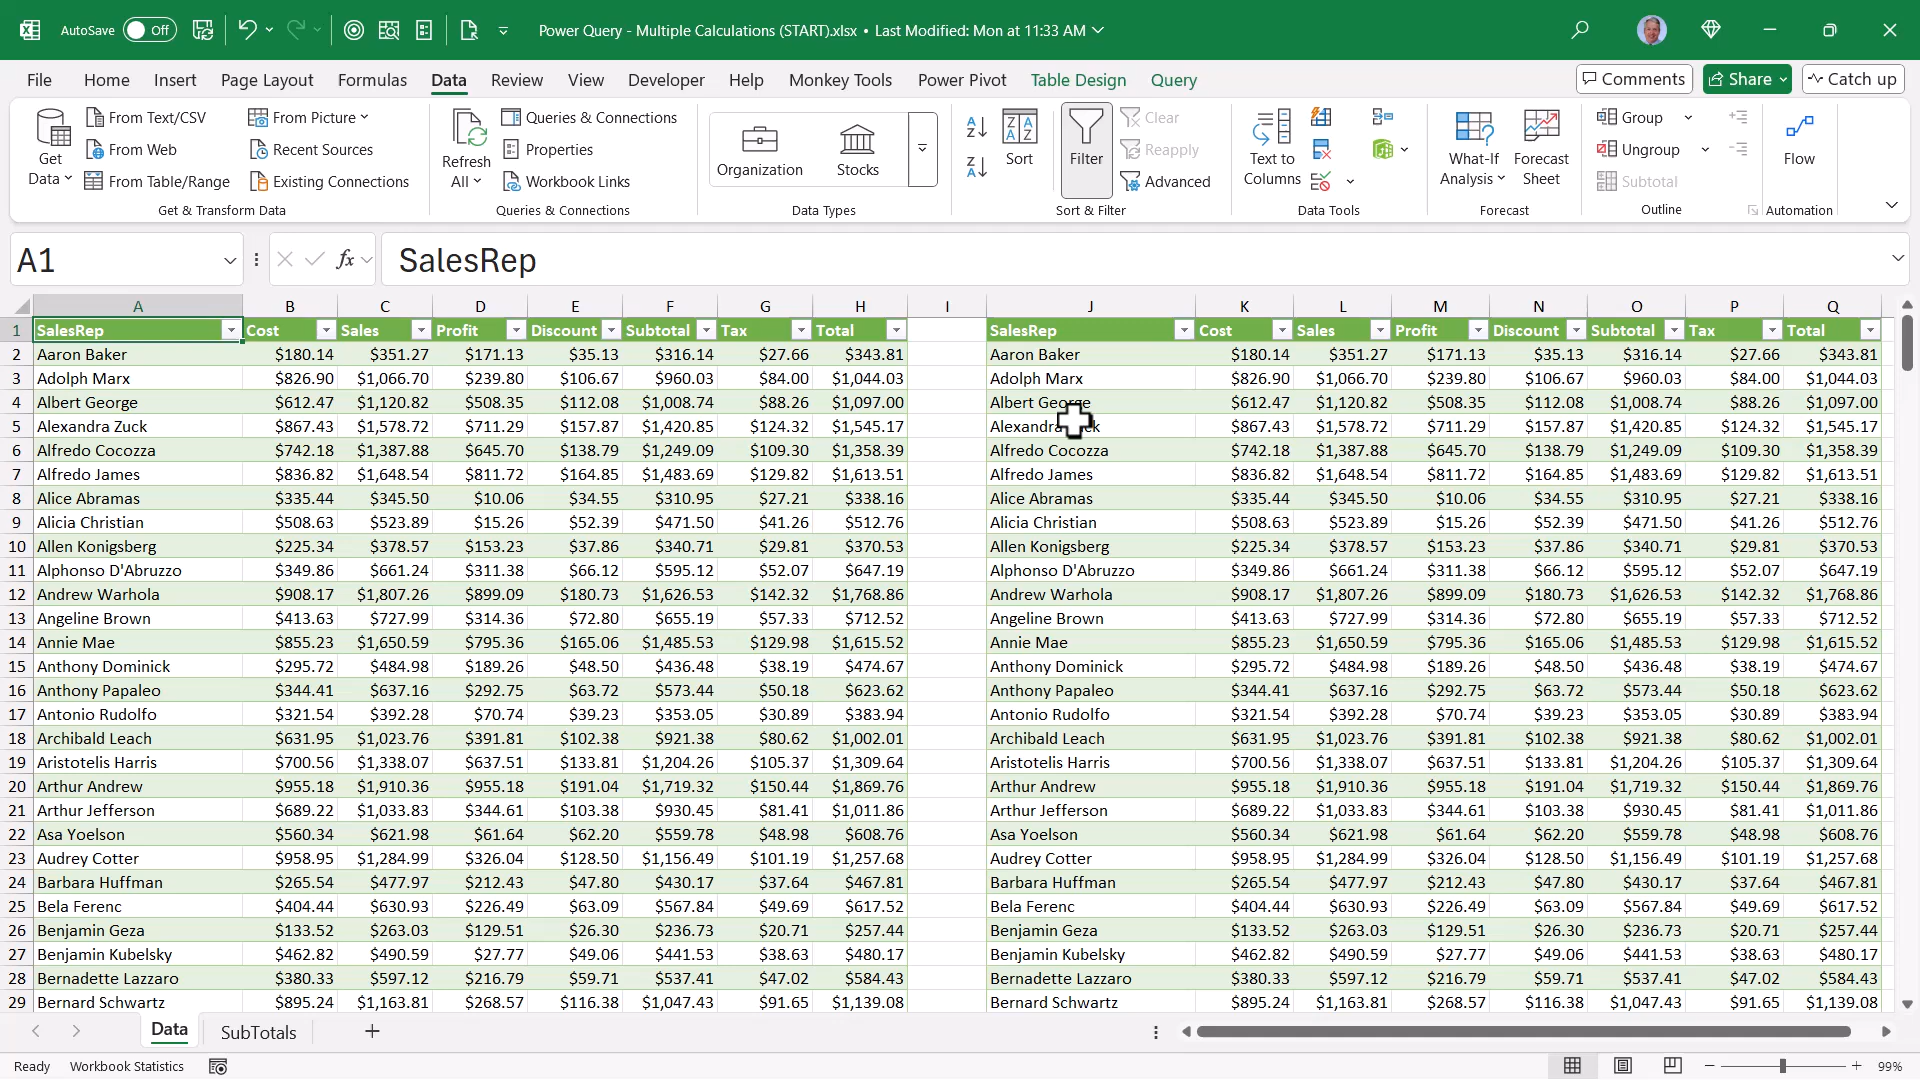 AutoSave Off Power Query - Multiple Calculations (START).xlsx • Last Modified: Mon at 11:33 AM
File Home Insert Page Layout Formulas Data Review View Developer Help Monkey Tools Power Pivot Table Design Query Comments Share Catch up
Get Data
From Text/CSV
From Web
From Table/Range
From Picture
Recent Sources
Existing Connections
Get & Transform Data
Refresh All
Queries & Connections
Properties
Workbook Links
Queries & Connections
Organization Stocks
Data Types
Sort
Filter
Clear
Reapply
Advanced
Sort & Filter
Text to Columns
Data Tools
What-If Analysis
Forecast Sheet
Forecast
Group
Ungroup
Subtotal
Outline
Flow
Automation
A1 fx SalesRep
A B C D E F G H I J K L M N O P Q
1 SalesRep Cost Sales Profit Discount Subtotal Tax Total SalesRep Cost Sales Profit Discount Subtotal Tax Total
2 Aaron Baker $180.14 $351.27 $171.13 $35.13 $316.14 $27.66 $343.81 Aaron Baker $180.14 $351.27 $171.13 $35.13 $316.14 $27.66 $343.81
3 Adolph Marx $826.90 $1,066.70 $239.80 $106.67 $960.03 $84.00 $1,044.03 Adolph Marx $826.90 $1,066.70 $239.80 $106.67 $960.03 $84.00 $1,044.03
4 Albert George $612.47 $1,120.82 $508.35 $112.08 $1,008.74 $88.26 $1,097.00 Albert George $612.47 $1,120.82 $508.35 $112.08 $1,008.74 $88.26 $1,097.00
5 Alexandra Zuck $867.43 $1,578.72 $711.29 $157.87 $1,420.85 $124.32 $1,545.17 Alexandra Zuck $867.43 $1,578.72 $711.29 $157.87 $1,420.85 $124.32 $1,545.17
6 Alfredo Cocozza $742.18 $1,387.88 $645.70 $138.79 $1,249.09 $109.30 $1,358.39 Alfredo Cocozza $742.18 $1,387.88 $645.70 $138.79 $1,249.09 $109.30 $1,358.39
7 Alfredo James $836.82 $1,648.54 $811.72 $164.85 $1,483.69 $129.82 $1,613.51 Alfredo James $836.82 $1,648.54 $811.72 $164.85 $1,483.69 $129.82 $1,613.51
8 Alice Abramas $335.44 $345.50 $10.06 $34.55 $310.95 $27.21 $338.16 Alice Abramas $335.44 $345.50 $10.06 $34.55 $310.95 $27.21 $338.16
9 Alicia Christian $508.63 $523.89 $15.26 $52.39 $471.50 $41.26 $512.76 Alicia Christian $508.63 $523.89 $15.26 $52.39 $471.50 $41.26 $512.76
10 Allen Konigsberg $225.34 $378.57 $153.23 $37.86 $340.71 $29.81 $370.53 Allen Konigsberg $225.34 $378.57 $153.23 $37.86 $340.71 $29.81 $370.53
11 Alphonso D'Abruzzo $349.86 $661.24 $311.38 $66.12 $595.12 $52.07 $647.19 Alphonso D'Abruzzo $349.86 $661.24 $311.38 $66.12 $595.12 $52.07 $647.19
12 Andrew Warhola $908.17 $1,807.26 $899.09 $180.73 $1,626.53 $142.32 $1,768.86 Andrew Warhola $908.17 $1,807.26 $899.09 $180.73 $1,626.53 $142.32 $1,768.86
13 Angeline Brown $413.63 $727.99 $314.36 $72.80 $655.19 $57.33 $712.52 Angeline Brown $413.63 $727.99 $314.36 $72.80 $655.19 $57.33 $712.52
14 Annie Mae $855.23 $1,650.59 $795.36 $165.06 $1,485.53 $129.98 $1,615.52 Annie Mae $855.23 $1,650.59 $795.36 $165.06 $1,485.53 $129.98 $1,615.52
15 Anthony Dominick $295.72 $484.98 $189.26 $48.50 $436.48 $38.19 $474.67 Anthony Dominick $295.72 $484.98 $189.26 $48.50 $436.48 $38.19 $474.67
16 Anthony Papaleo $344.41 $637.16 $292.75 $63.72 $573.44 $50.18 $623.62 Anthony Papaleo $344.41 $637.16 $292.75 $63.72 $573.44 $50.18 $623.62
17 Antonio Rudolfo $321.54 $392.28 $70.74 $39.23 $353.05 $30.89 $383.94 Antonio Rudolfo $321.54 $392.28 $70.74 $39.23 $353.05 $30.89 $383.94
18 Archibald Leach $631.95 $1,023.76 $391.81 $102.38 $921.38 $80.62 $1,002.01 Archibald Leach $631.95 $1,023.76 $391.81 $102.38 $921.38 $80.62 $1,002.01
19 Aristotelis Harris $700.56 $1,338.07 $637.51 $133.81 $1,204.26 $105.37 $1,309.64 Aristotelis Harris $700.56 $1,338.07 $637.51 $133.81 $1,204.26 $105.37 $1,309.64
20 Arthur Andrew $955.18 $1,910.36 $955.18 $191.04 $1,719.32 $150.44 $1,869.76 Arthur Andrew $955.18 $1,910.36 $955.18 $191.04 $1,719.32 $150.44 $1,869.76
21 Arthur Jefferson $689.22 $1,033.83 $344.61 $103.38 $930.45 $81.41 $1,011.86 Arthur Jefferson $689.22 $1,033.83 $344.61 $103.38 $930.45 $81.41 $1,011.86
22 Asa Yoelson $560.34 $621.98 $61.64 $62.20 $559.78 $48.98 $608.76 Asa Yoelson $560.34 $621.98 $61.64 $62.20 $559.78 $48.98 $608.76
23 Audrey Cotter $958.95 $1,284.99 $326.04 $128.50 $1,156.49 $101.19 $1,257.68 Audrey Cotter $958.95 $1,284.99 $326.04 $128.50 $1,156.49 $101.19 $1,257.68
24 Barbara Huffman $265.54 $477.97 $212.43 $47.80 $430.17 $37.64 $467.81 Barbara Huffman $265.54 $477.97 $212.43 $47.80 $430.17 $37.64 $467.81
25 Bela Ferenc $404.44 $630.93 $226.49 $63.09 $567.84 $49.69 $617.52 Bela Ferenc $404.44 $630.93 $226.49 $63.09 $567.84 $49.69 $617.52
26 Benjamin Geza $133.52 $263.03 $129.51 $26.30 $236.73 $20.71 $257.44 Benjamin Geza $133.52 $263.03 $129.51 $26.30 $236.73 $20.71 $257.44
27 Benjamin Kubelsky $462.82 $490.59 $27.77 $49.06 $441.53 $38.63 $480.17 Benjamin Kubelsky $462.82 $490.59 $27.77 $49.06 $441.53 $38.63 $480.17
28 Bernadette Lazzaro $380.33 $597.12 $216.79 $59.71 $537.41 $47.02 $584.43 Bernadette Lazzaro $380.33 $597.12 $216.79 $59.71 $537.41 $47.02 $584.43
29 Bernard Schwartz $895.24 $1,163.81 $268.57 $116.38 $1,047.43 $91.65 $1,139.08 Bernard Schwartz $895.24 $1,163.81 $268.57 $116.38 $1,047.43 $91.65 $1,139.08
Data SubTotals
Ready Workbook Statistics 99%